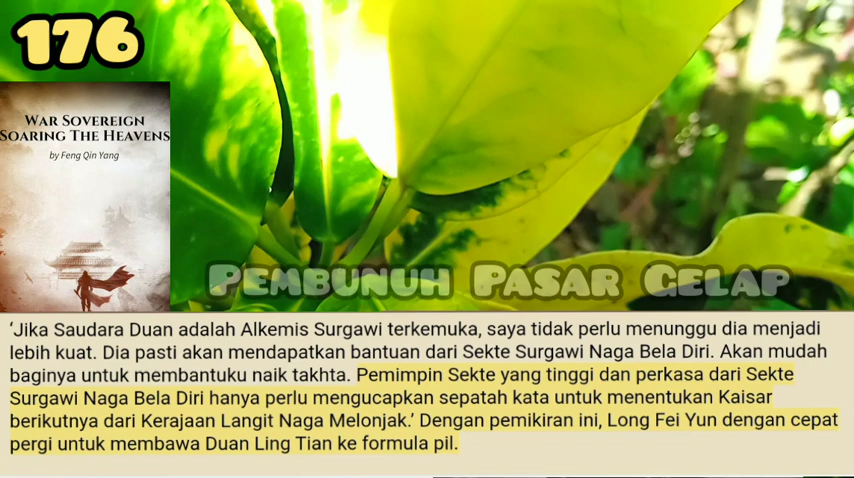 176
WAR SOVEREIGN
SOARING THE HEAVENS
by Feng Qin Yang
PEMBUNUH PASAR GELAP
‘Jika Saudara Duan adalah Alkemis Surgawi terkemuka, saya tidak perlu menunggu dia menjadi
lebih kuat. Dia pasti akan mendapatkan bantuan dari Sekte Surgawi Naga Bela Diri. Akan mudah
baginya untuk membantuku naik takhta. Pemimpin Sekte yang tinggi dan perkasa dari Sekte
Surgawi Naga Bela Diri hanya perlu mengucapkan sepatah kata untuk menentukan Kaisar
berikutnya dari Kerajaan Langit Naga Melonjak.’ Dengan pemikiran ini, Long Fei Yun dengan cepat
pergi untuk membawa Duan Ling Tian ke formula pil.